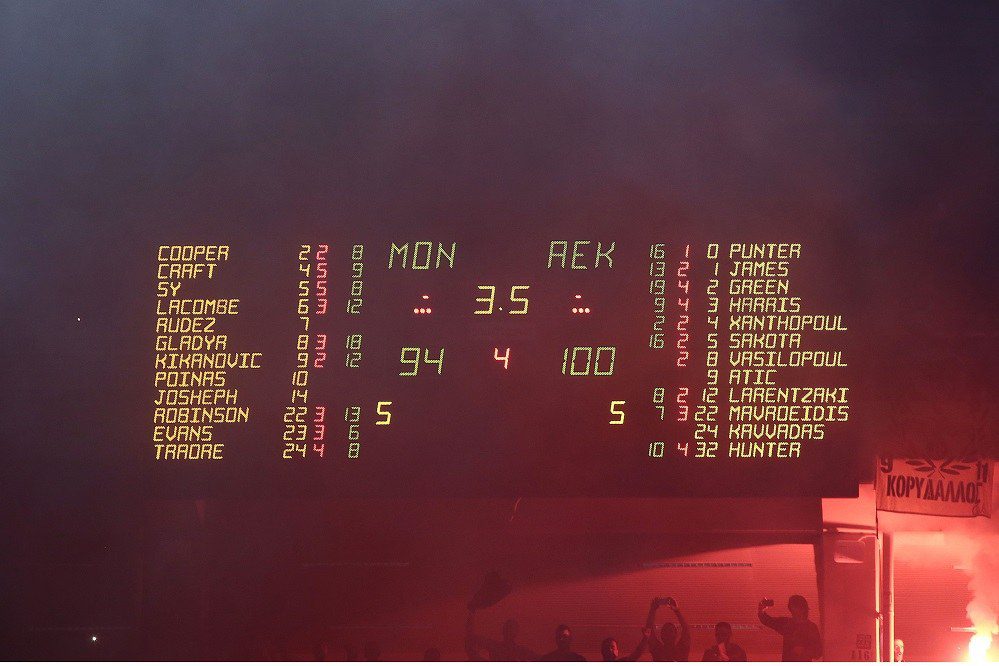 MON AEK
3.5
94 4 100
5 5
COOPER 2 2 8
CRAFT 4 5 9
SY 5 5 8
LACOMBE 6 3 12
RUDEZ 7
GLADYR 8 3 18
KIKANOVIC 9 2 12
POINAS 10
JOSHEPH 14
ROBINSON 22 3 13
EVANS 23 3 6
TRAORE 24 4 8
16 1 0 PUNTER
13 2 1 JAMES
19 4 2 GREEN
9 4 3 HARRIS
2 2 4 XANTHOPOUL
16 2 5 SAKOTA
2 8 VASILOPOUL
9 ATIC
8 2 12 LARENTZAKI
7 3 22 MAVROEIDIS
24 KAVVADAS
10 4 32 HUNTER
9 11
ΚΟΡΥΔΑΛΛΟΣ